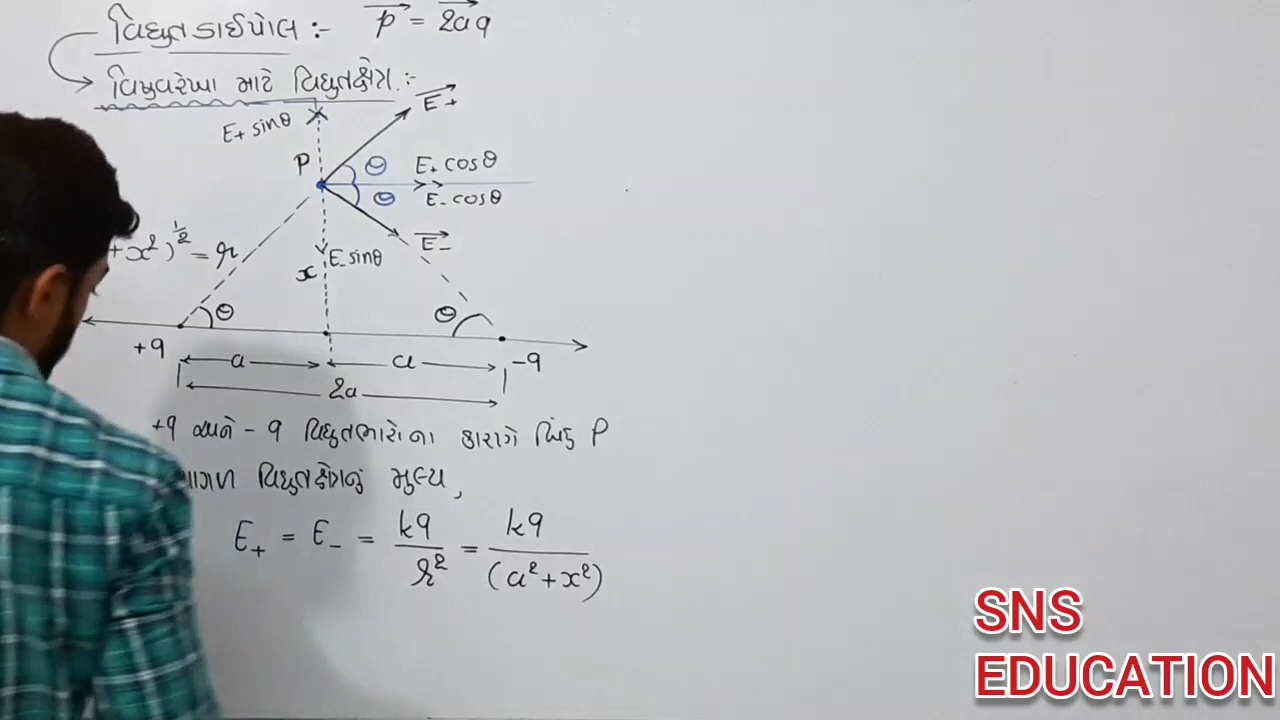 વિદ્યુત ડાઈપોલ :- p = 2aq
વિષુવરેખા માટે વિદ્યુતક્ષેત્ર :-
E₊
E₊ sinθ
P
θ E₊ cosθ
θ E₋ cosθ
E₋
+ x²)^½ = r
E₋ sinθ
x
θ θ
+q a a -q
2a
+q અને - q વિદ્યુતભારોના કારણે બિંદુ P
વિદ્યુતક્ષેત્રનું મુલ્ય,
E₊ = E₋ = kq / r² = kq / (a² + x²)
SNS
EDUCATION